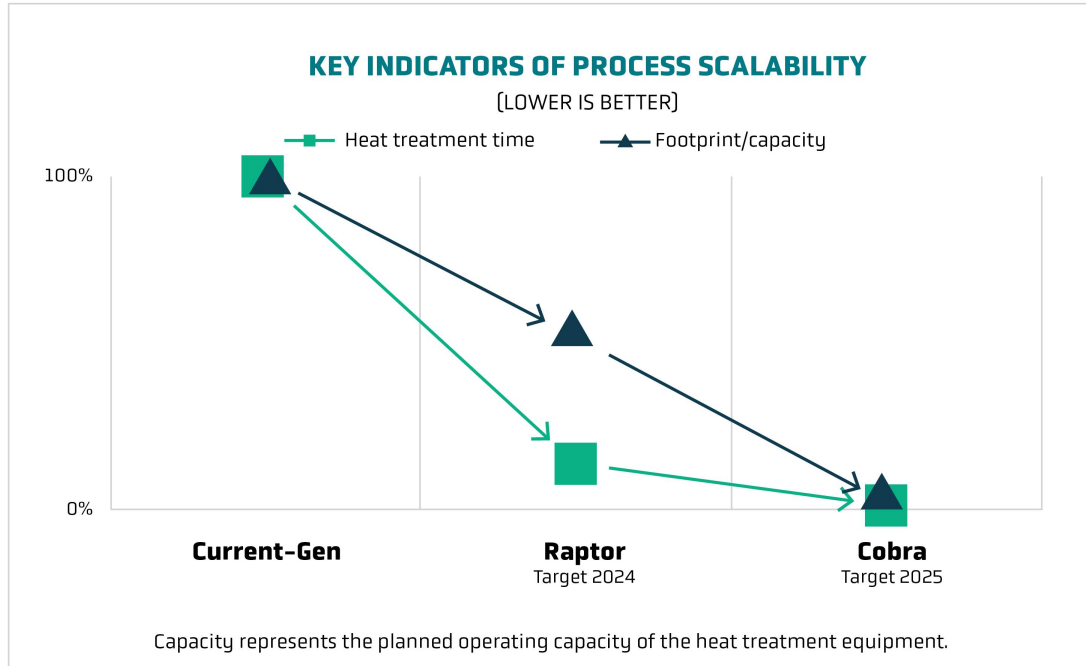 KEY INDICATORS OF PROCESS SCALABILITY
(LOWER IS BETTER)
Heat treatment time
Footprint/capacity
100%
0%
Current-Gen
Raptor
Target 2024
Cobra
Target 2025
Capacity represents the planned operating capacity of the heat treatment equipment.